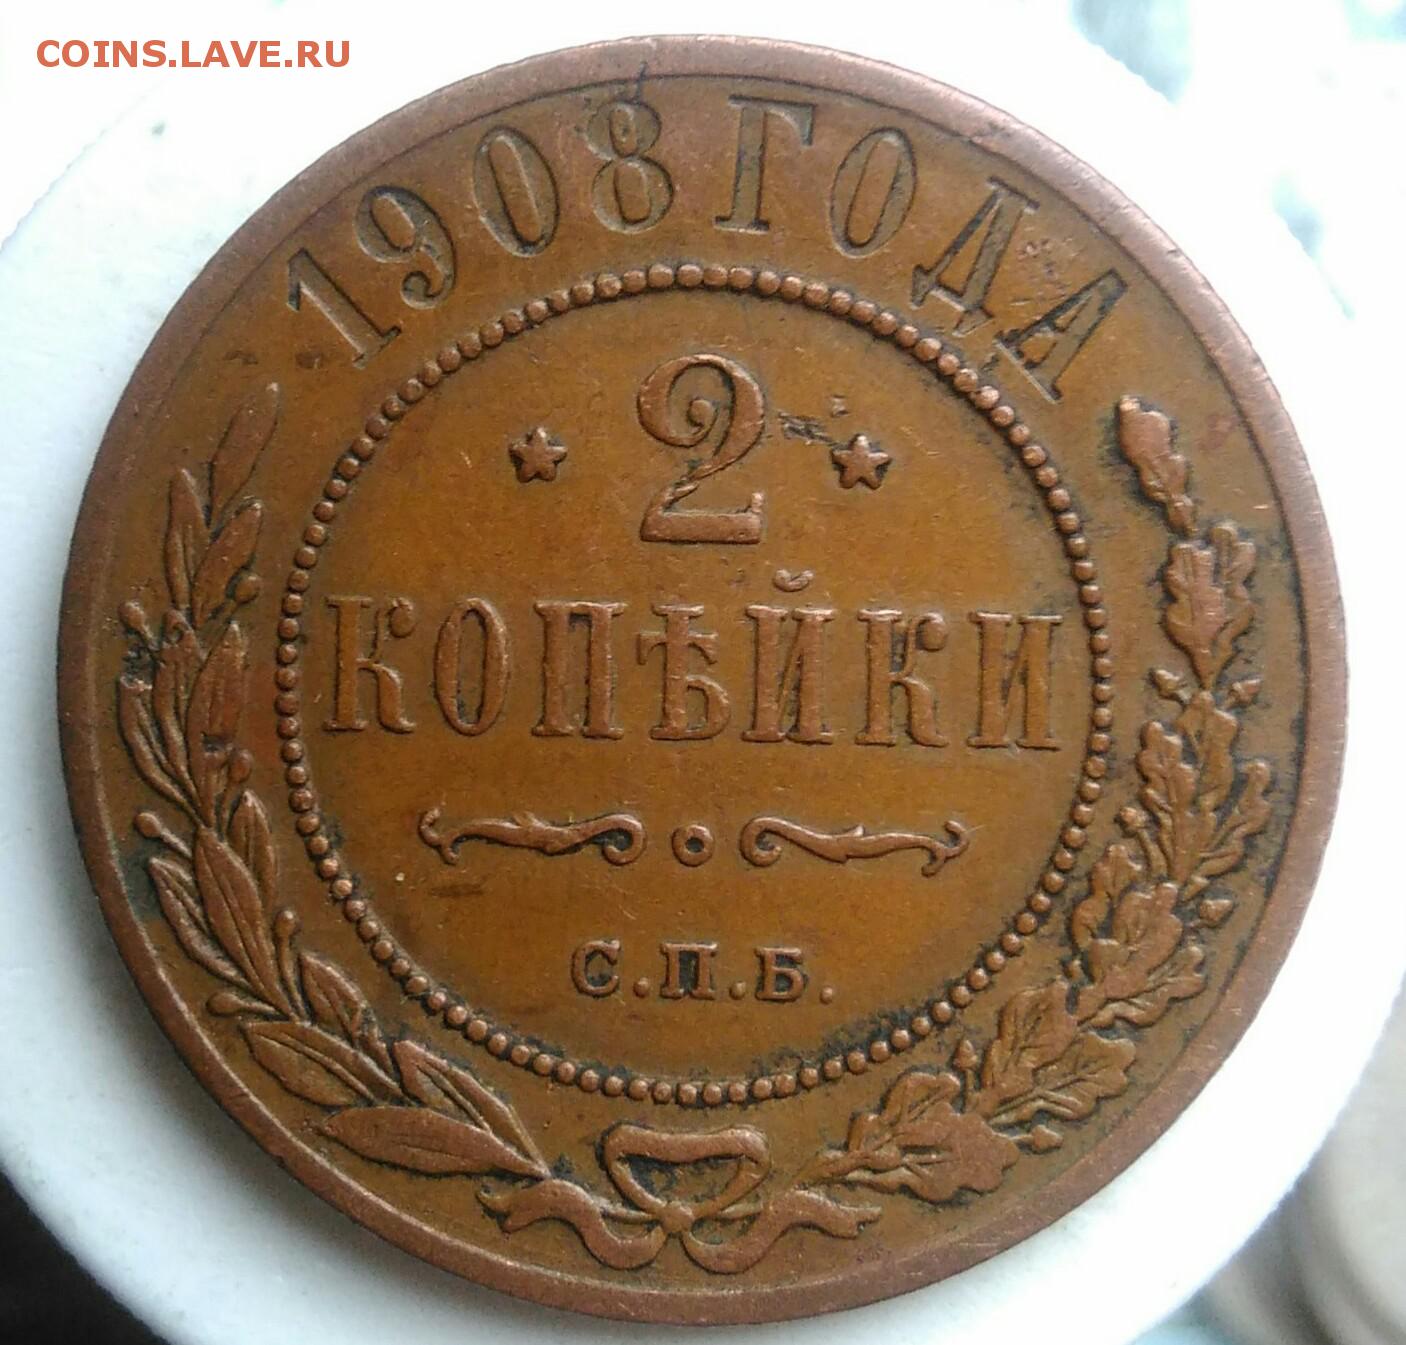 COINS.LAVE.RU
1908 ГОДА
2
КОПѢЙКИ
С.П.Б.